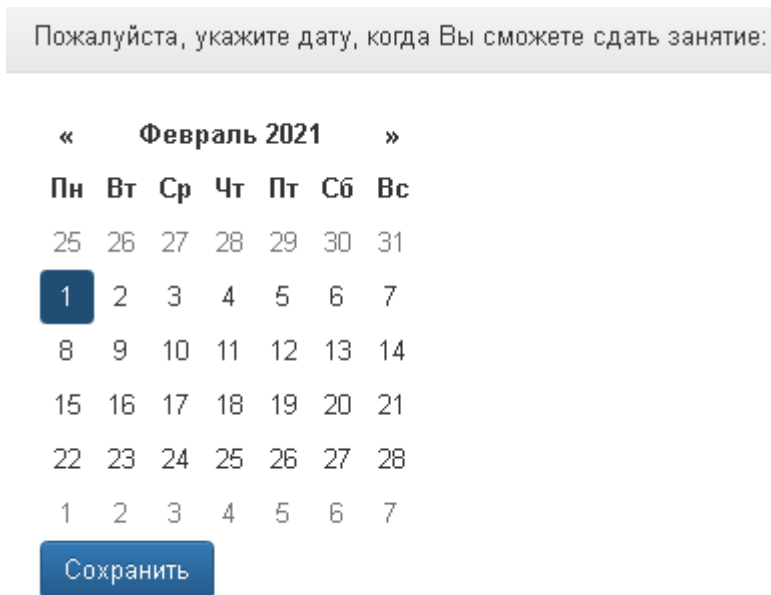 Пожалуйста, укажите дату, когда Вы сможете сдать занятие:
« Февраль 2021 »
Пн Вт Ср Чт Пт Сб Вс
25 26 27 28 29 30 31
1 2 3 4 5 6 7
8 9 10 11 12 13 14
15 16 17 18 19 20 21
22 23 24 25 26 27 28
1 2 3 4 5 6 7
Сохранить